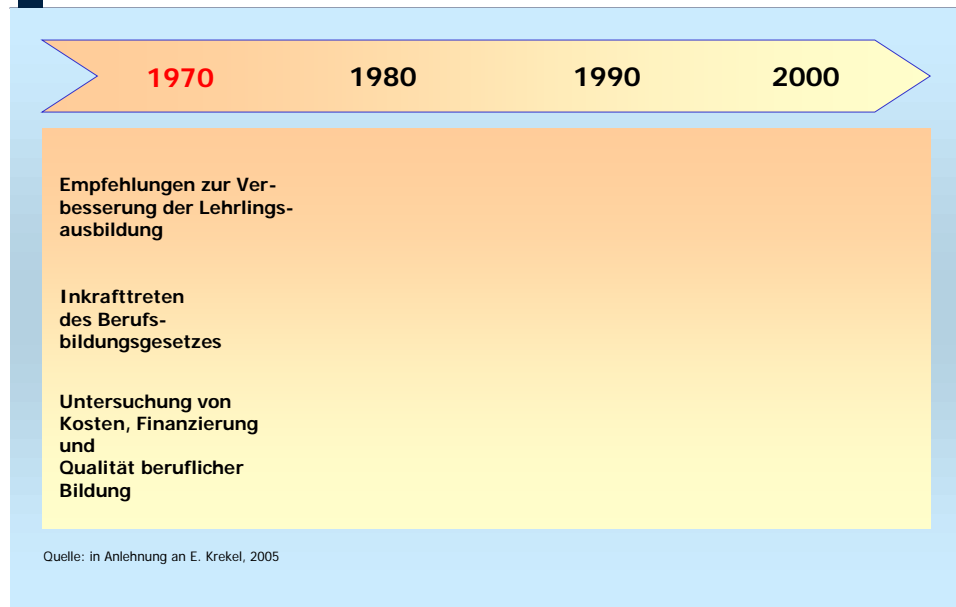 1970 1980 1990 2000
Empfehlungen zur Ver-
besserung der Lehrlings-
ausbildung
Inkrafttreten
des Berufs-
bildungsgesetzes
Untersuchung von
Kosten, Finanzierung
und
Qualität beruflicher
Bildung
Quelle: in Anlehnung an E. Krekel, 2005